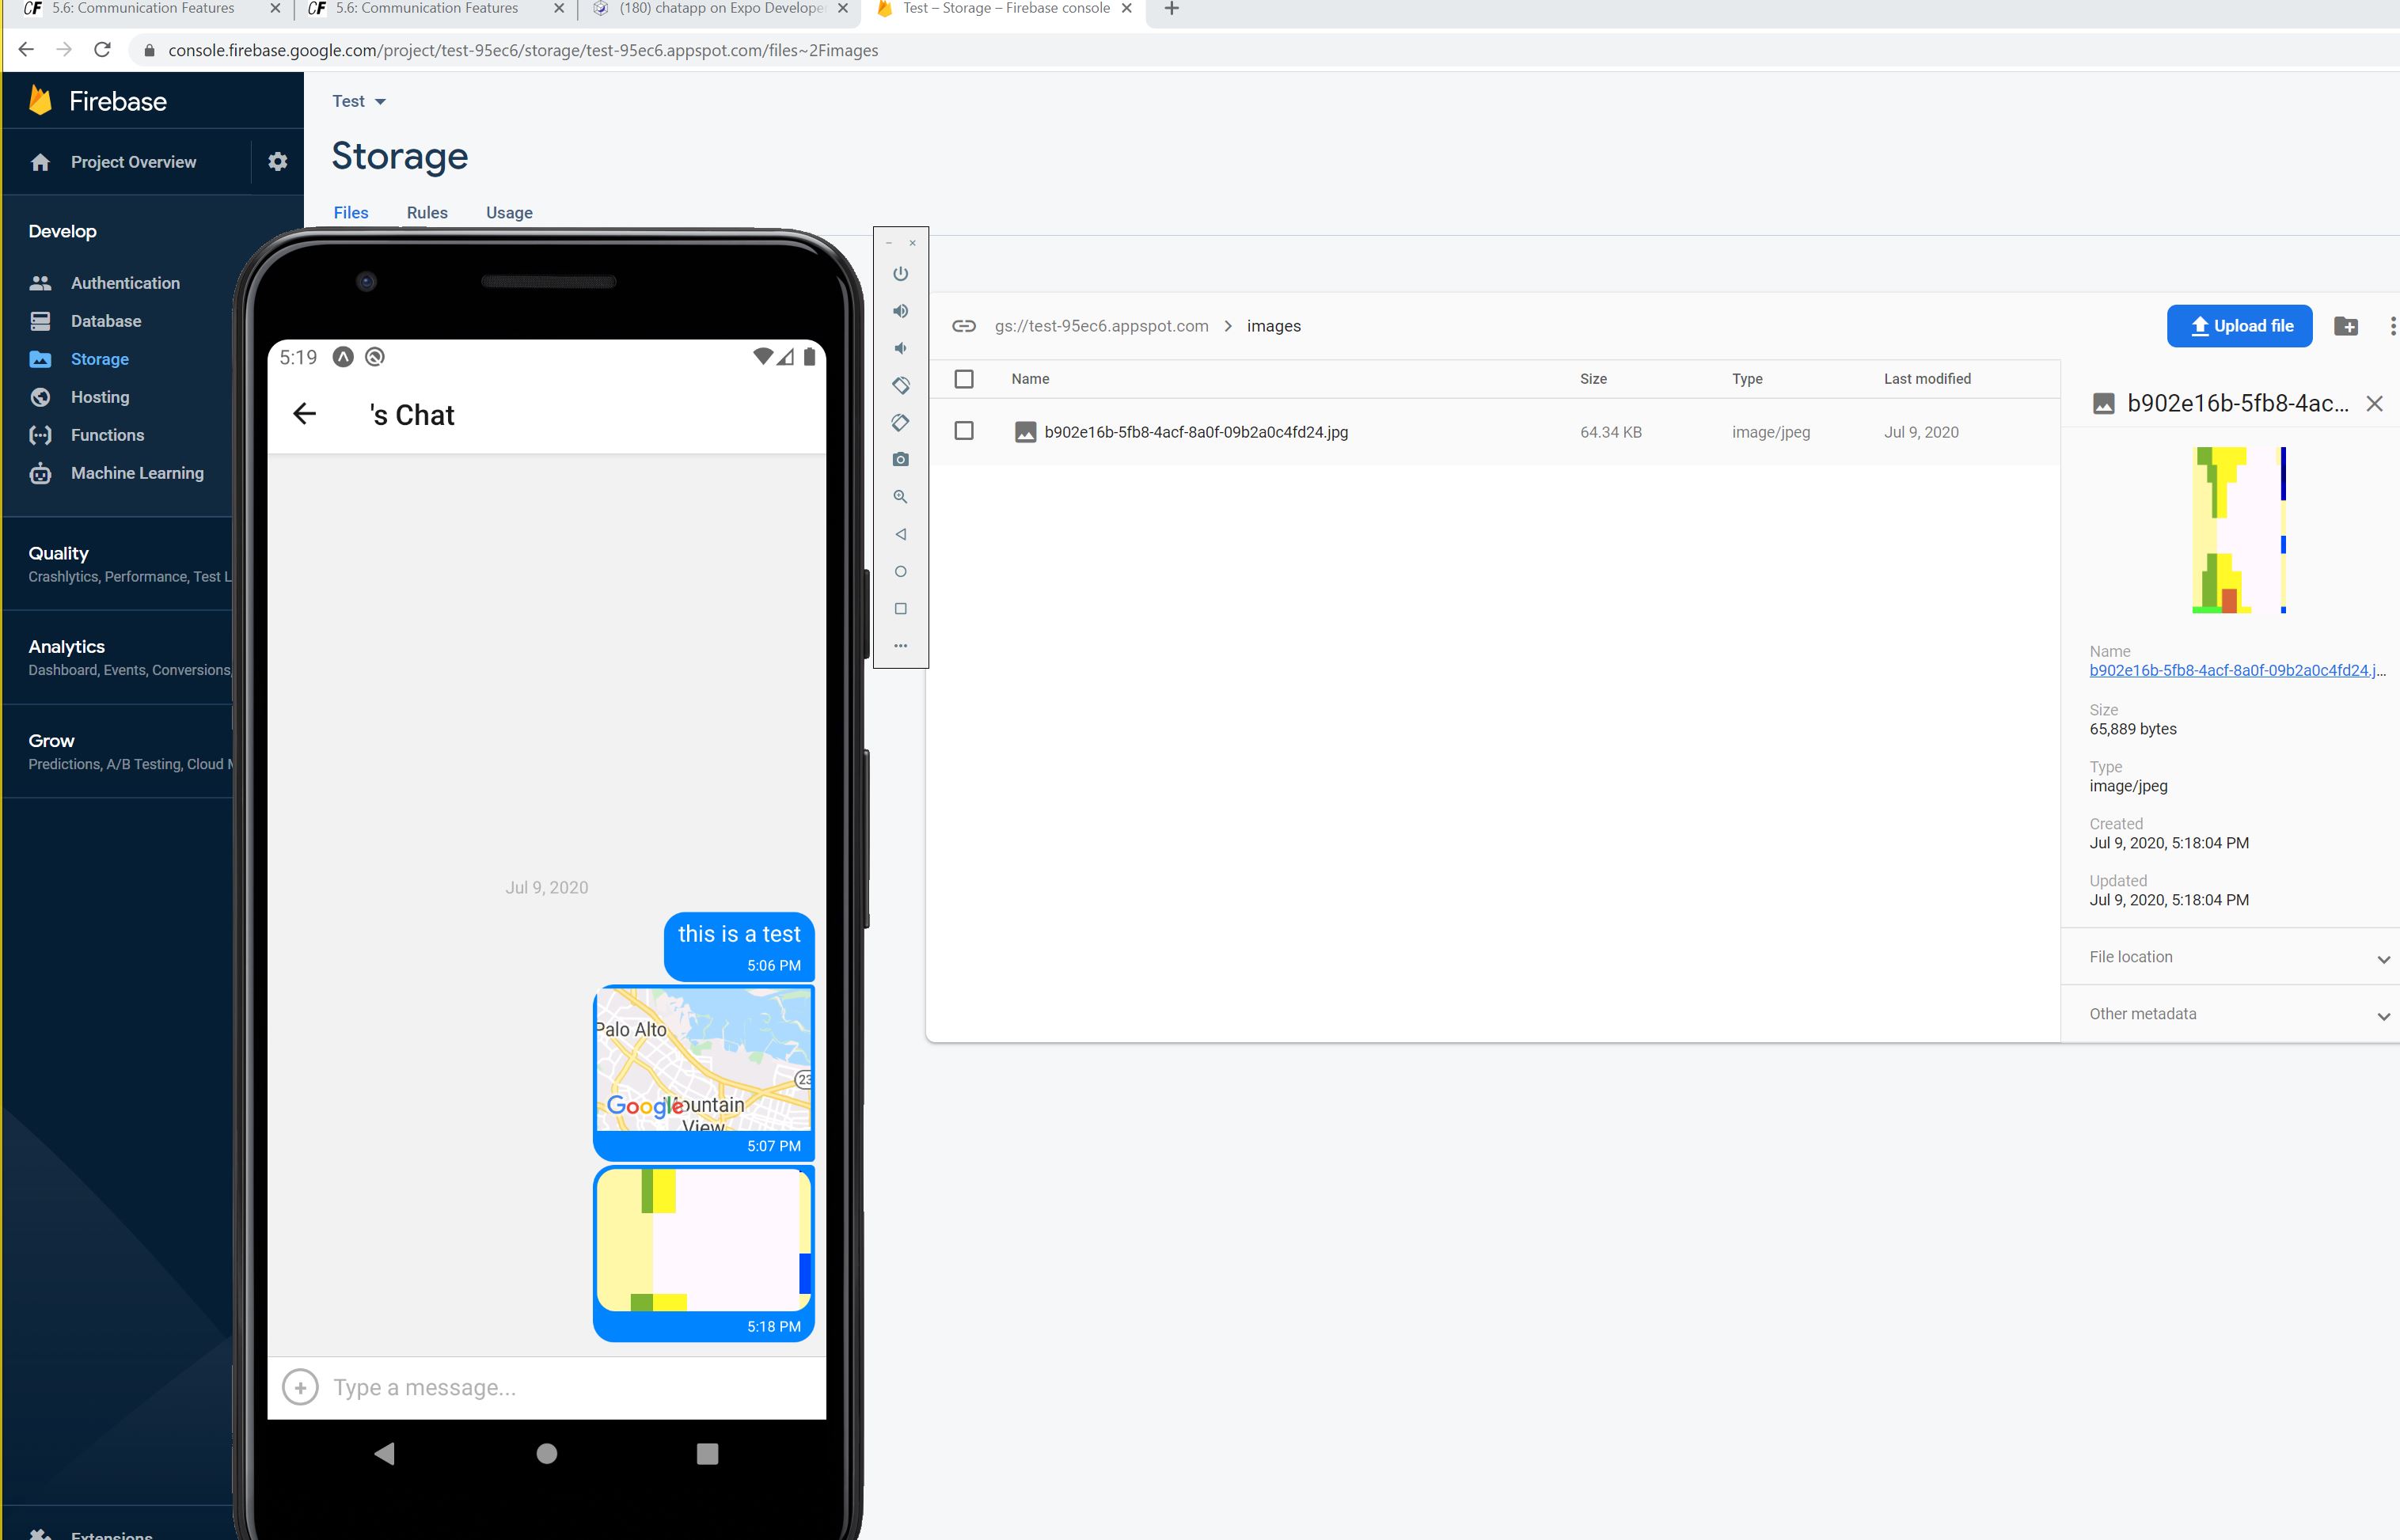 CF 5.6: Communication Features
CF 5.6: Communication Features
(180) chatapp on Expo Developer
Test – Storage – Firebase console
console.firebase.google.com/project/test-95ec6/storage/test-95ec6.appspot.com/files~2Fimages
Firebase
Project Overview
Develop
Authentication
Database
Storage
Hosting
Functions
Machine Learning
Quality
Crashlytics, Performance, Test L
Analytics
Dashboard, Events, Conversions,
Grow
Predictions, A/B Testing, Cloud M
Extensions
Test
Storage
Files Rules Usage
5:19
's Chat
Jul 9, 2020
this is a test
5:06 PM
Palo Alto
23
Google
Mountain
View
5:07 PM
5:18 PM
Type a message...
gs://test-95ec6.appspot.com > images
Upload file
Name Size Type Last modified
b902e16b-5fb8-4acf-8a0f-09b2a0c4fd24.jpg 64.34 KB image/jpeg Jul 9, 2020
b902e16b-5fb8-4ac...
Name
b902e16b-5fb8-4acf-8a0f-09b2a0c4fd24.j...
Size
65,889 bytes
Type
image/jpeg
Created
Jul 9, 2020, 5:18:04 PM
Updated
Jul 9, 2020, 5:18:04 PM
File location
Other metadata